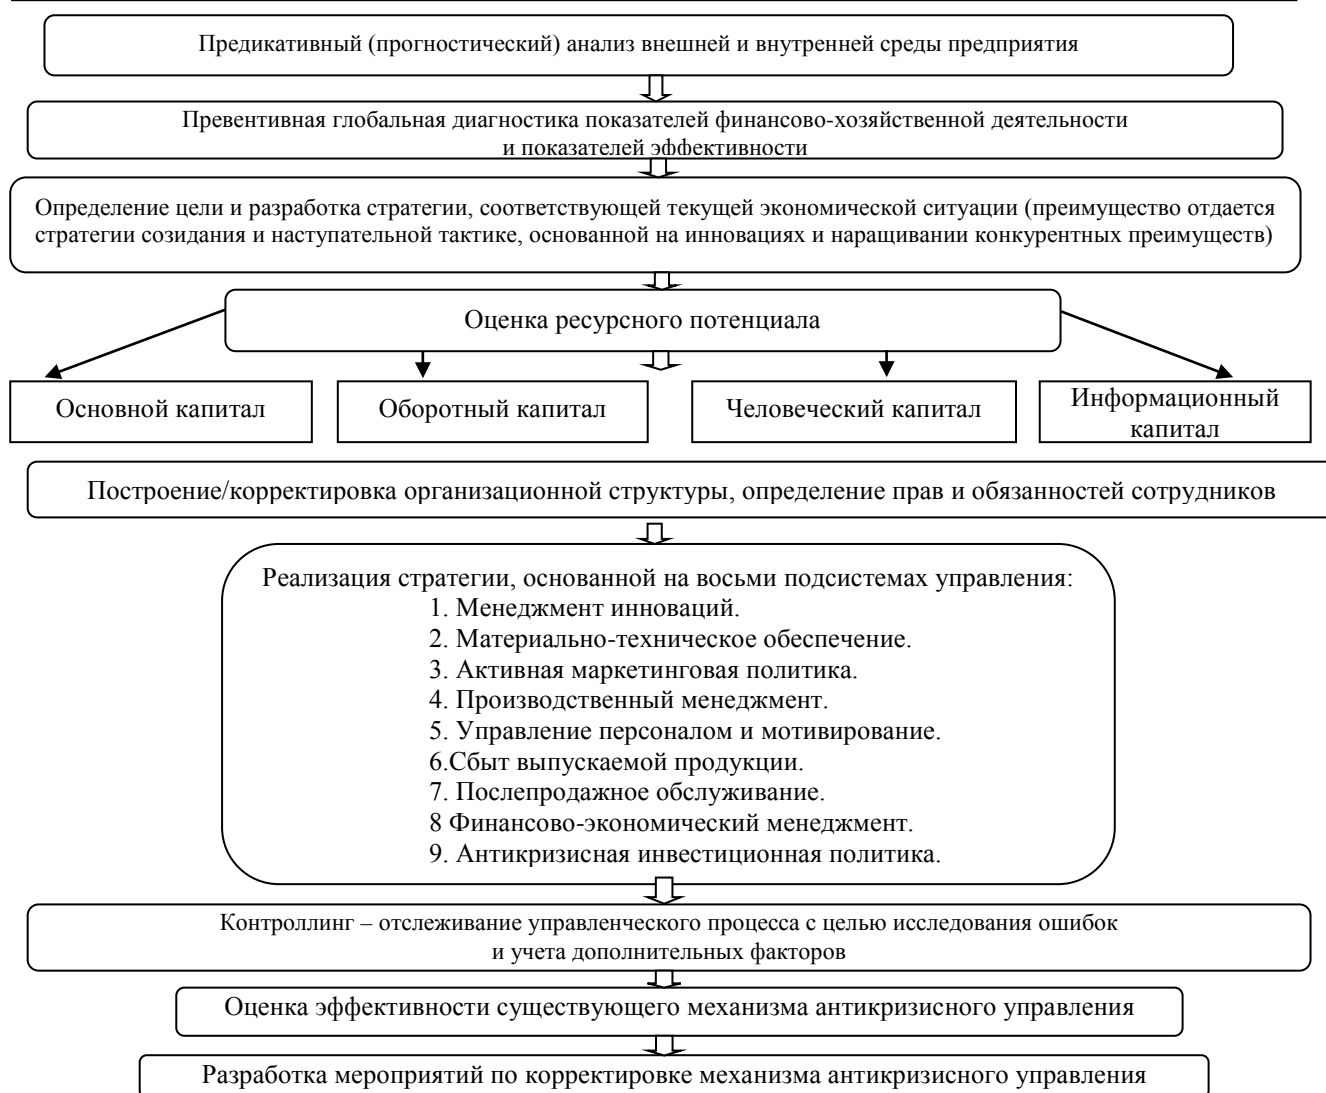 Предикативный (прогностический) анализ внешней и внутренней среды предприятия
Превентивная глобальная диагностика показателей финансово-хозяйственной деятельности
и показателей эффективности
Определение цели и разработка стратегии, соответствующей текущей экономической ситуации (преимущество отдается
стратегии созидания и наступательной тактике, основанной на инновациях и наращивании конкурентных преимуществ)
Оценка ресурсного потенциала
Основной капитал
Оборотный капитал
Человеческий капитал
Информационный
капитал
Построение/корректировка организационной структуры, определение прав и обязанностей сотрудников
Реализация стратегии, основанной на восьми подсистемах управления:
1. Менеджмент инноваций.
2. Материально-техническое обеспечение.
3. Активная маркетинговая политика.
4. Производственный менеджмент.
5. Управление персоналом и мотивирование.
6.Сбыт выпускаемой продукции.
7. Послепродажное обслуживание.
8 Финансово-экономический менеджмент.
9. Антикризисная инвестиционная политика.
Контроллинг – отслеживание управленческого процесса с целью исследования ошибок
и учета дополнительных факторов
Оценка эффективности существующего механизма антикризисного управления
Разработка мероприятий по корректировке механизма антикризисного управления